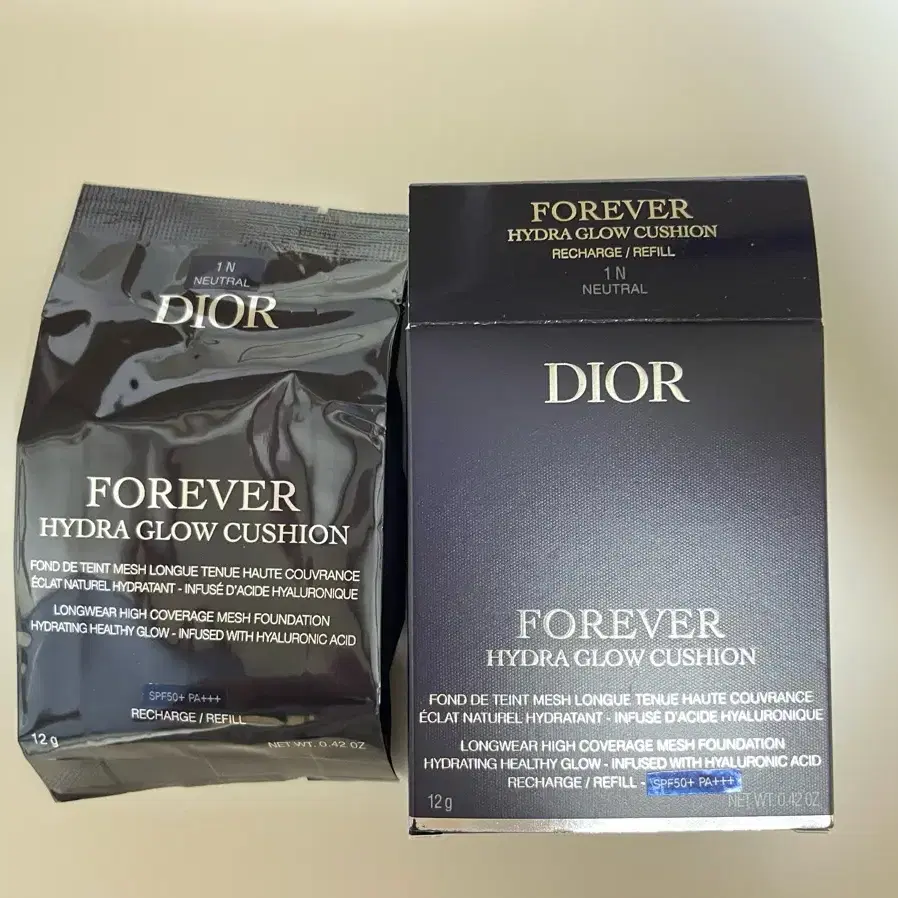 1 N
NEUTRAL
DIOR
FOREVER
HYDRA GLOW CUSHION
FOND DE TEINT MESH LONGUE TENUE HAUTE COUVRANCE
ÉCLAT NATUREL HYDRATANT - INFUSÉ D'ACIDE HYALURONIQUE
LONGWEAR HIGH COVERAGE MESH FOUNDATION
HYDRATING HEALTHY GLOW - INFUSED WITH HYALURONIC ACID
SPF50+ PA+++
RECHARGE / REFILL
12 g
NET WT. 0.42 OZ
FOREVER
HYDRA GLOW CUSHION
RECHARGE / REFILL
1 N
NEUTRAL
DIOR
FOREVER
HYDRA GLOW CUSHION
FOND DE TEINT MESH LONGUE TENUE HAUTE COUVRANCE
ÉCLAT NATUREL HYDRATANT - INFUSÉ D'ACIDE HYALURONIQUE
LONGWEAR HIGH COVERAGE MESH FOUNDATION
HYDRATING HEALTHY GLOW - INFUSED WITH HYALURONIC ACID
RECHARGE / REFILL - SPF50+ PA+++
12 g
NET WT. 0.42 OZ